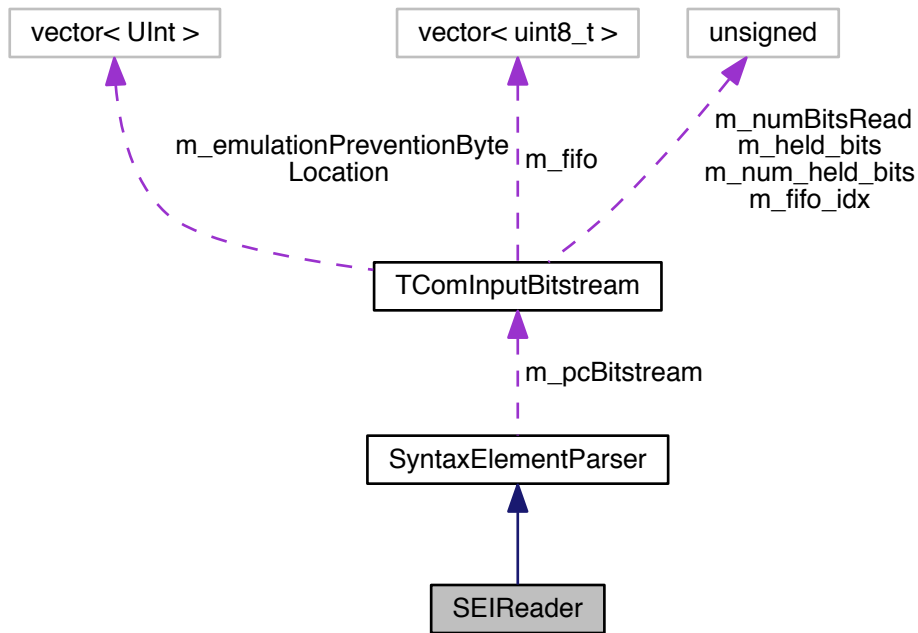 vector< UInt >
vector< uint8_t >
unsigned
m_emulationPreventionByte
Location
m_fifo
m_numBitsRead
m_held_bits
m_num_held_bits
m_fifo_idx
TComInputBitstream
m_pcBitstream
SyntaxElementParser
SEIReader